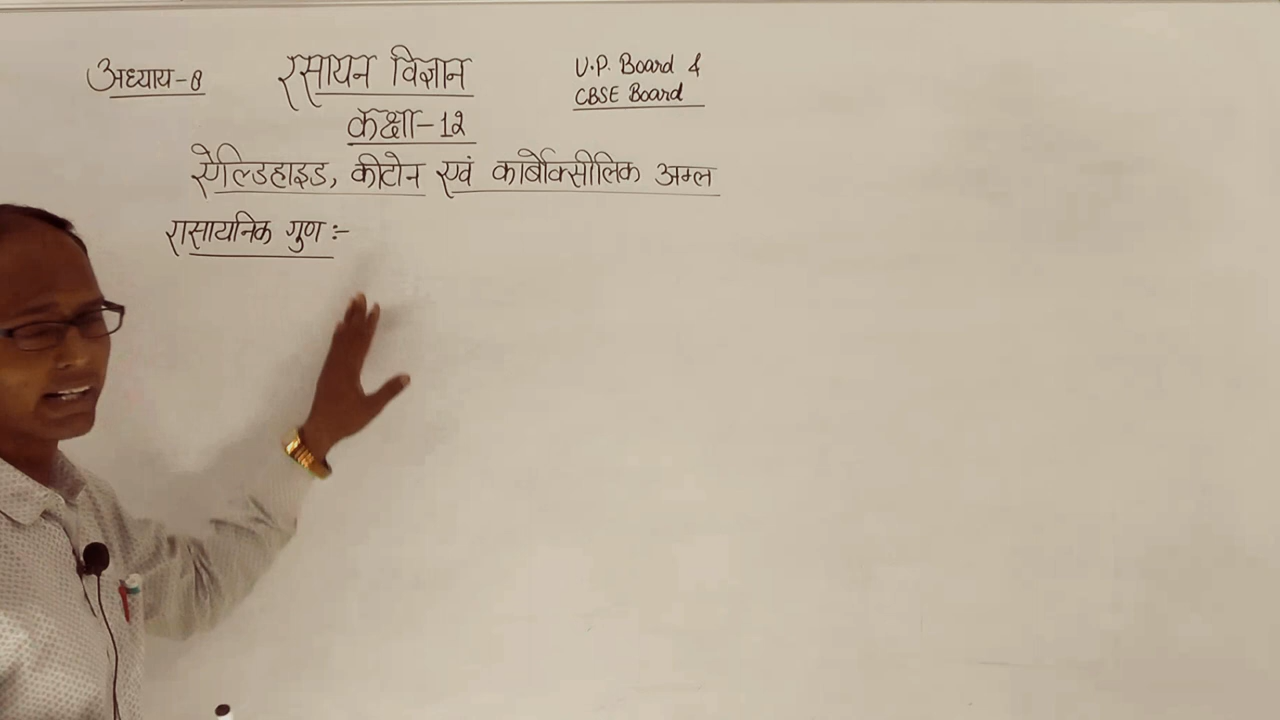 अध्याय-8
रसायन विज्ञान
U.P. Board &
CBSE Board
कक्षा-12
ऐल्डिहाइड, कीटोन एवं कार्बोक्सीलिक अम्ल
रासायनिक गुण :-